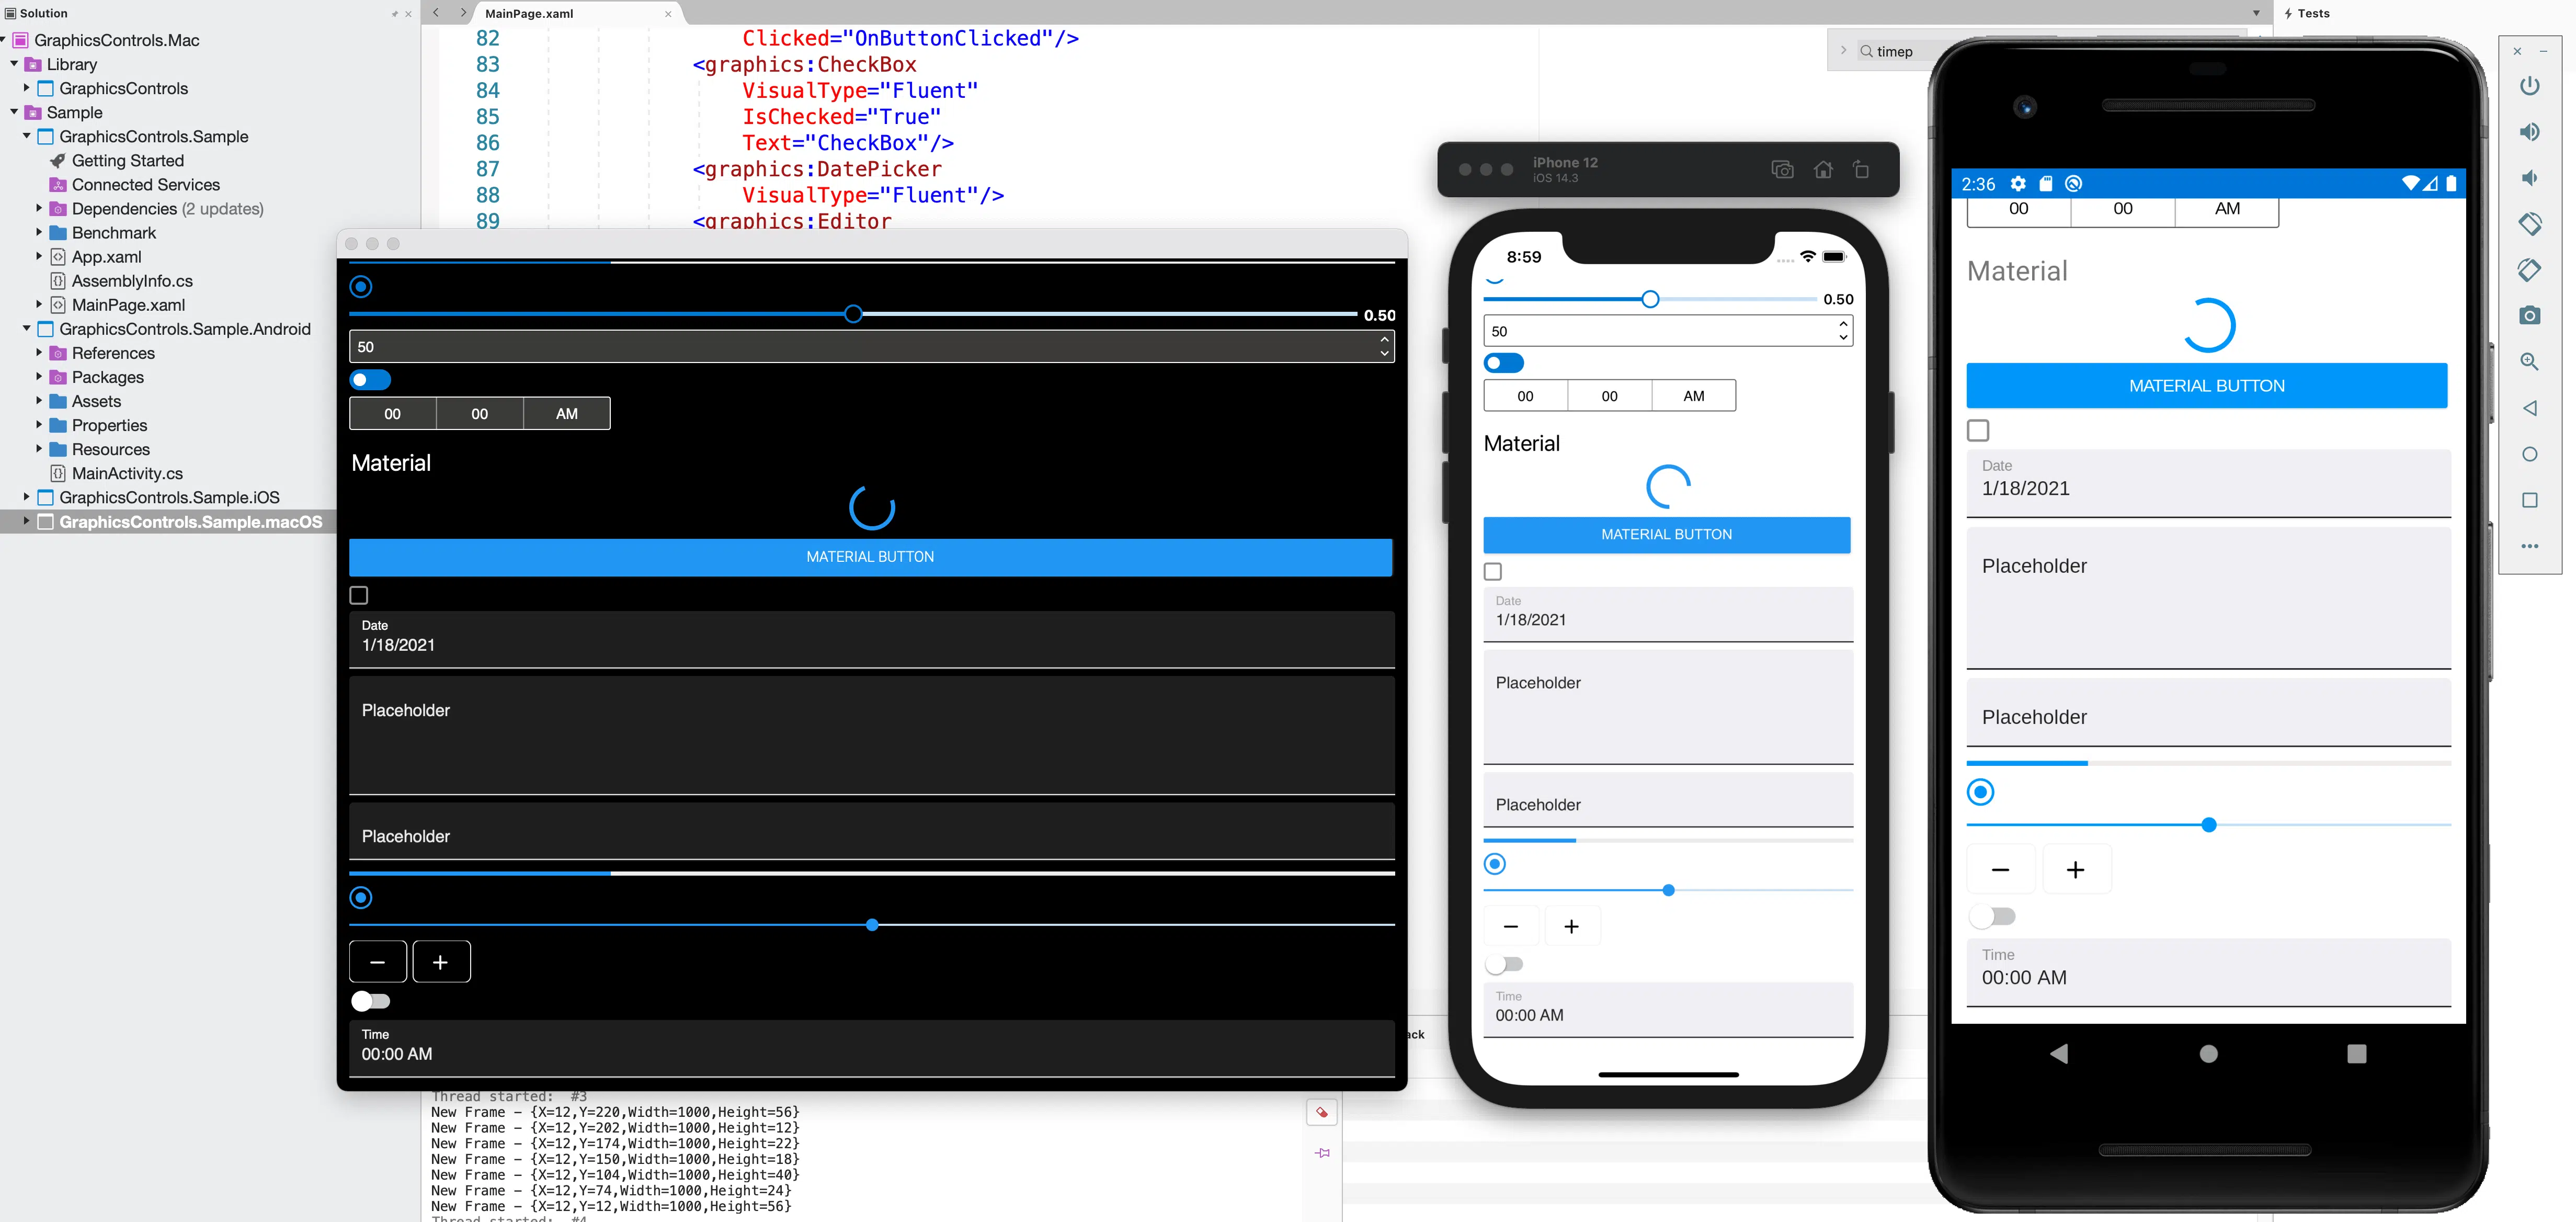 Solution
GraphicsControls.Mac
Library
GraphicsControls
Sample
GraphicsControls.Sample
Getting Started
Connected Services
Dependencies (2 updates)
Benchmark
App.xaml
AssemblyInfo.cs
MainPage.xaml
GraphicsControls.Sample.Android
References
Packages
Assets
Properties
Resources
MainActivity.cs
GraphicsControls.Sample.iOS
GraphicsControls.Sample.macOS
MainPage.xaml
82 Clicked="OnButtonClicked"/>
83 <graphics:CheckBox
84 VisualType="Fluent"
85 IsChecked="True"
86 Text="CheckBox"/>
87 <graphics:DatePicker
88 VisualType="Fluent"/>
89 <graphics:Editor
timep
Tests
0.50
50
00 00 AM
Material
MATERIAL BUTTON
Date
1/18/2021
Placeholder
Placeholder
Time
00:00 AM
Thread started: #3
New Frame - {X=12,Y=220,Width=1000,Height=56}
New Frame - {X=12,Y=202,Width=1000,Height=12}
New Frame - {X=12,Y=174,Width=1000,Height=22}
New Frame - {X=12,Y=150,Width=1000,Height=18}
New Frame - {X=12,Y=104,Width=1000,Height=40}
New Frame - {X=12,Y=74,Width=1000,Height=24}
New Frame - {X=12,Y=12,Width=1000,Height=56}
Thread started: #4
ack
iPhone 12
iOS 14.3
8:59
0.50
50
00 00 AM
Material
MATERIAL BUTTON
Date
1/18/2021
Placeholder
Placeholder
Time
00:00 AM
2:36
00 00 AM
Material
MATERIAL BUTTON
Date
1/18/2021
Placeholder
Placeholder
Time
00:00 AM